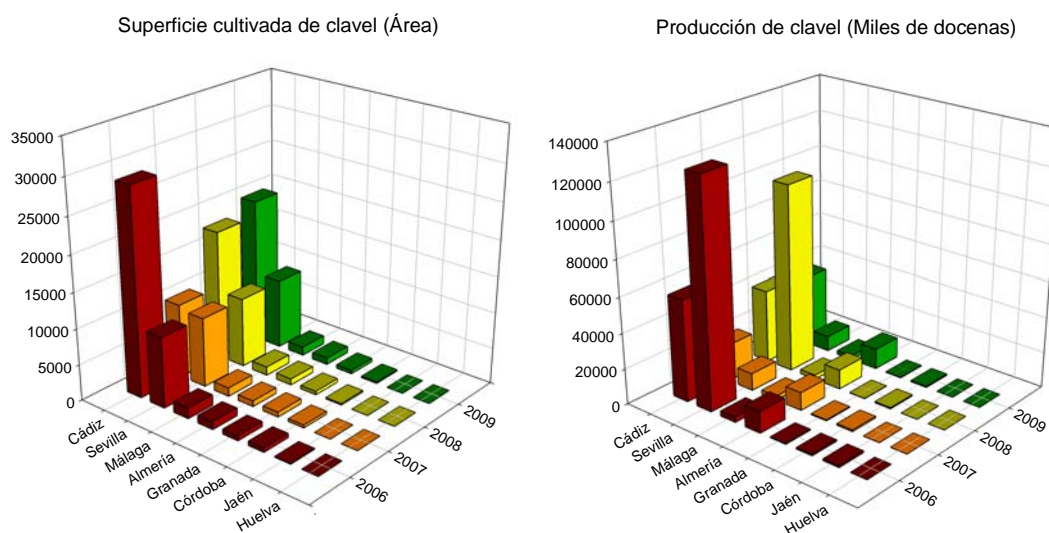 Superficie cultivada de clavel (Área)
35000
30000
25000
20000
15000
10000
5000
0
Cádiz
Sevilla
Málaga
Almería
Granada
Córdoba
Jaén
Huelva
2006
2007
2008
2009
Producción de clavel (Miles de docenas)
140000
120000
100000
80000
60000
40000
20000
0
Cádiz
Sevilla
Málaga
Almería
Granada
Córdoba
Jaén
Huelva
2006
2007
2008
2009